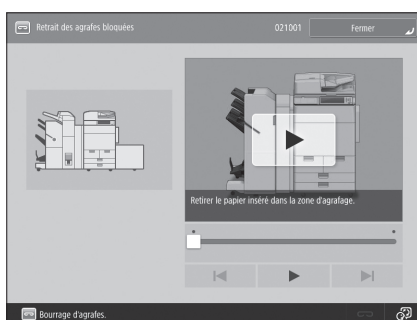 Retrait des agrafes bloquées
021001
Fermer
Retirer le papier inséré dans la zone d'agrafage.
Bourrage d'agrafes.